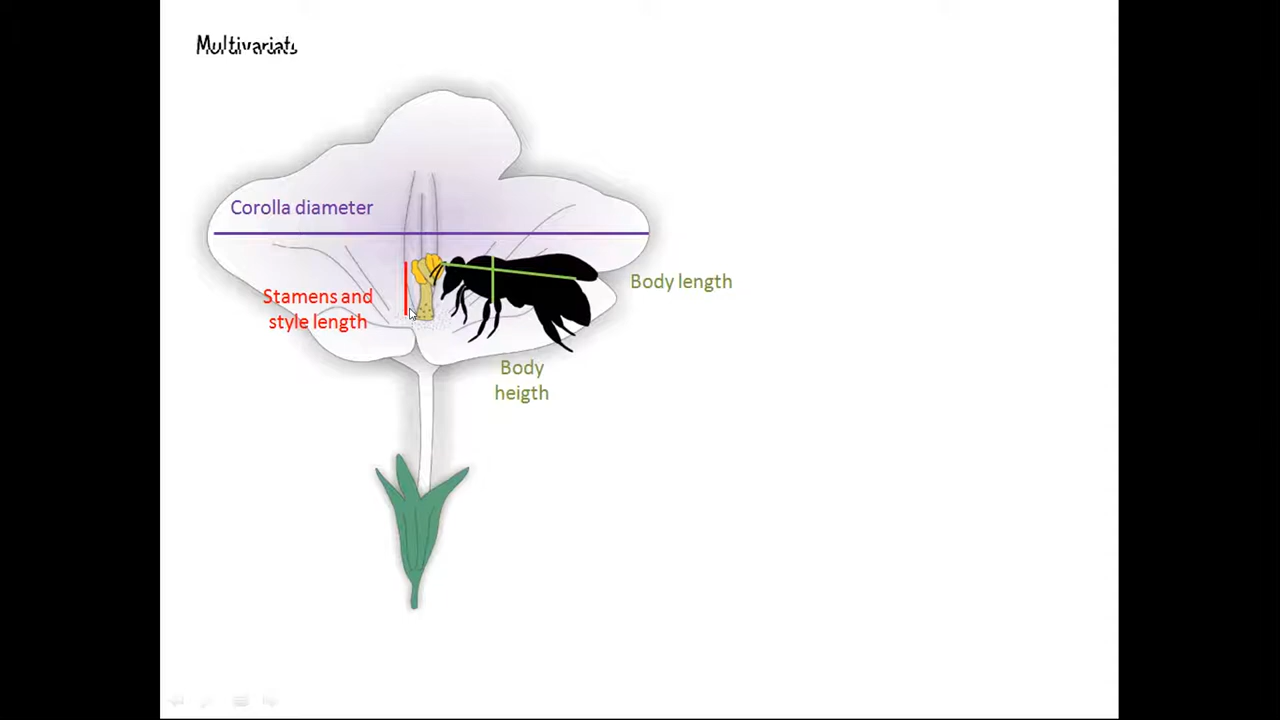 Multivariate
Corolla diameter
Stamens and
style length
Body length
Body
heigth